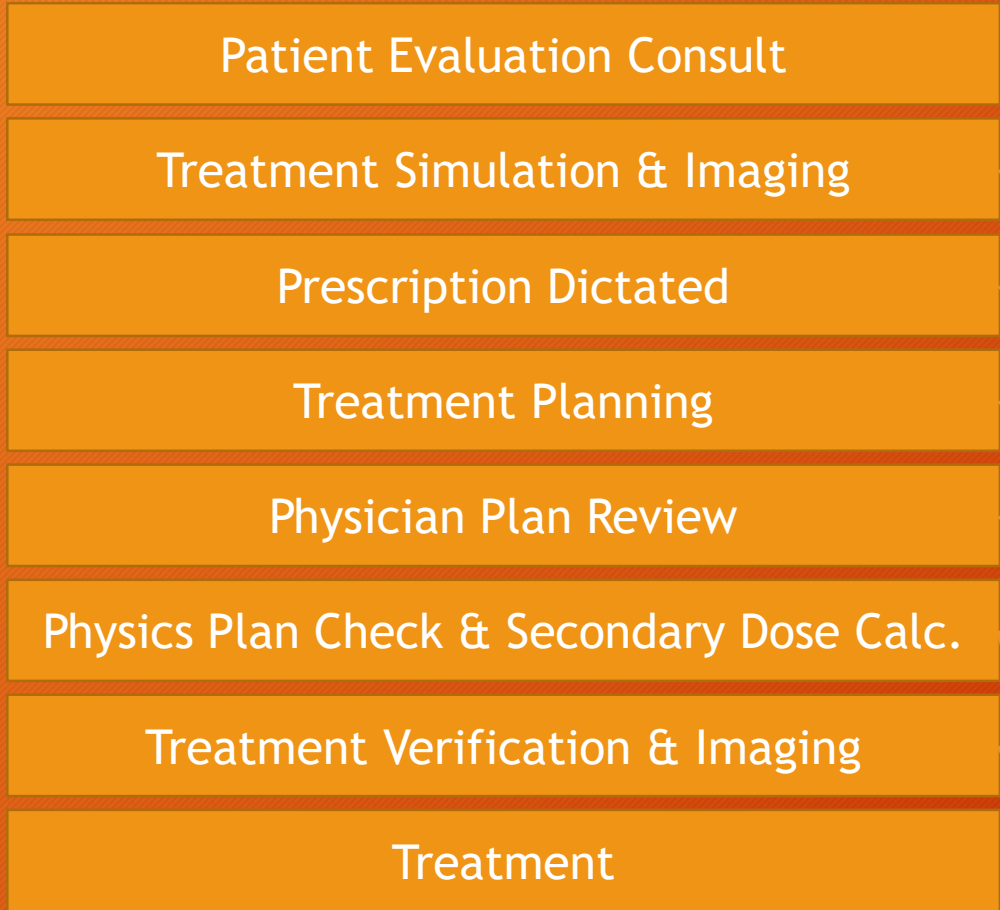 Patient Evaluation Consult
Treatment Simulation & Imaging
Prescription Dictated
Treatment Planning
Physician Plan Review
Physics Plan Check & Secondary Dose Calc.
Treatment Verification & Imaging
Treatment